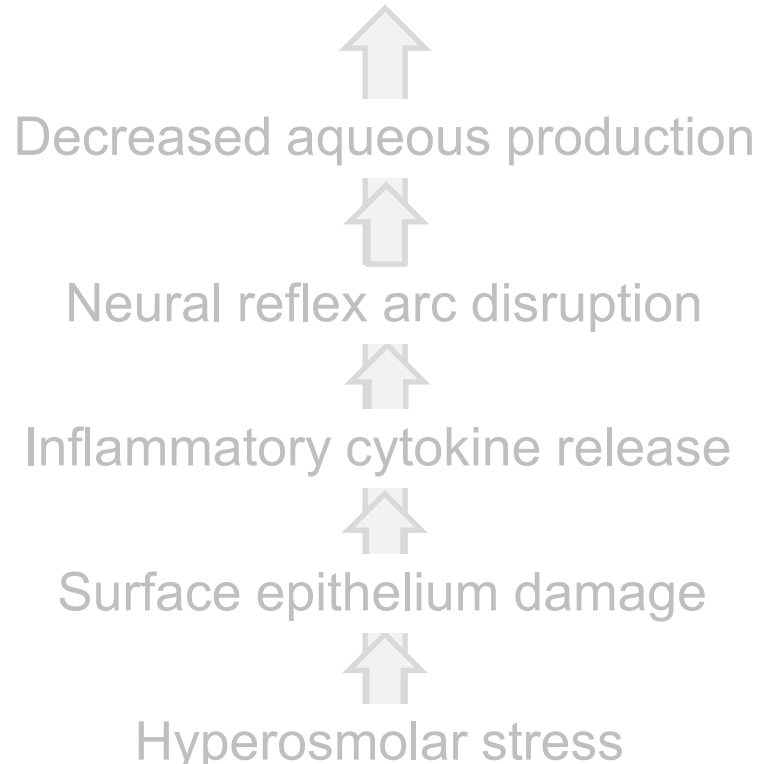 Decreased aqueous production
Neural reflex arc disruption
Inflammatory cytokine release
Surface epithelium damage
Hyperosmolar stress